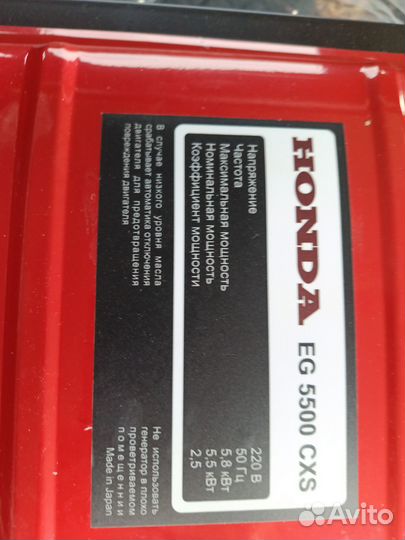 HONDA EG 5500 CXS
Напряжение 220 В
Частота 50 Гц
Максимальная мощность 5,8 кВт
Номинальная мощность 5,5 кВт
Коэффициент мощности 2,5
В случае низкого уровня масла
срабатывает автоматика отключения
двигателя для предотвращения
повреждения двигателя
Не использовать
генератор в плохо
проветриваемом
помещении
Made in Japan
Avito